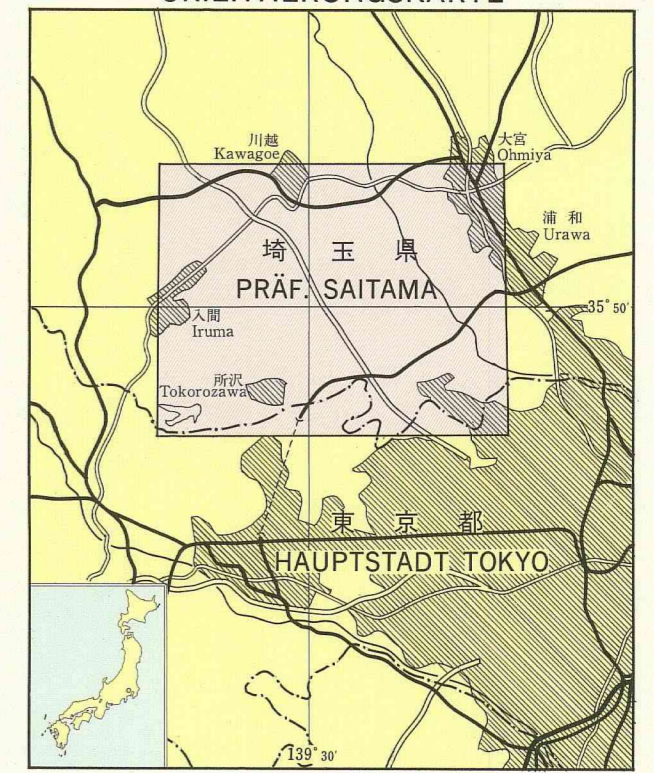 川越
Kawagoe
大宮
Ohmiya
浦和
Urawa
埼玉県
PRÄF. SAITAMA
35° 50'
入間
Iruma
所沢
Tokorozawa
東京都
HAUPTSTADT TOKYO
139° 30'